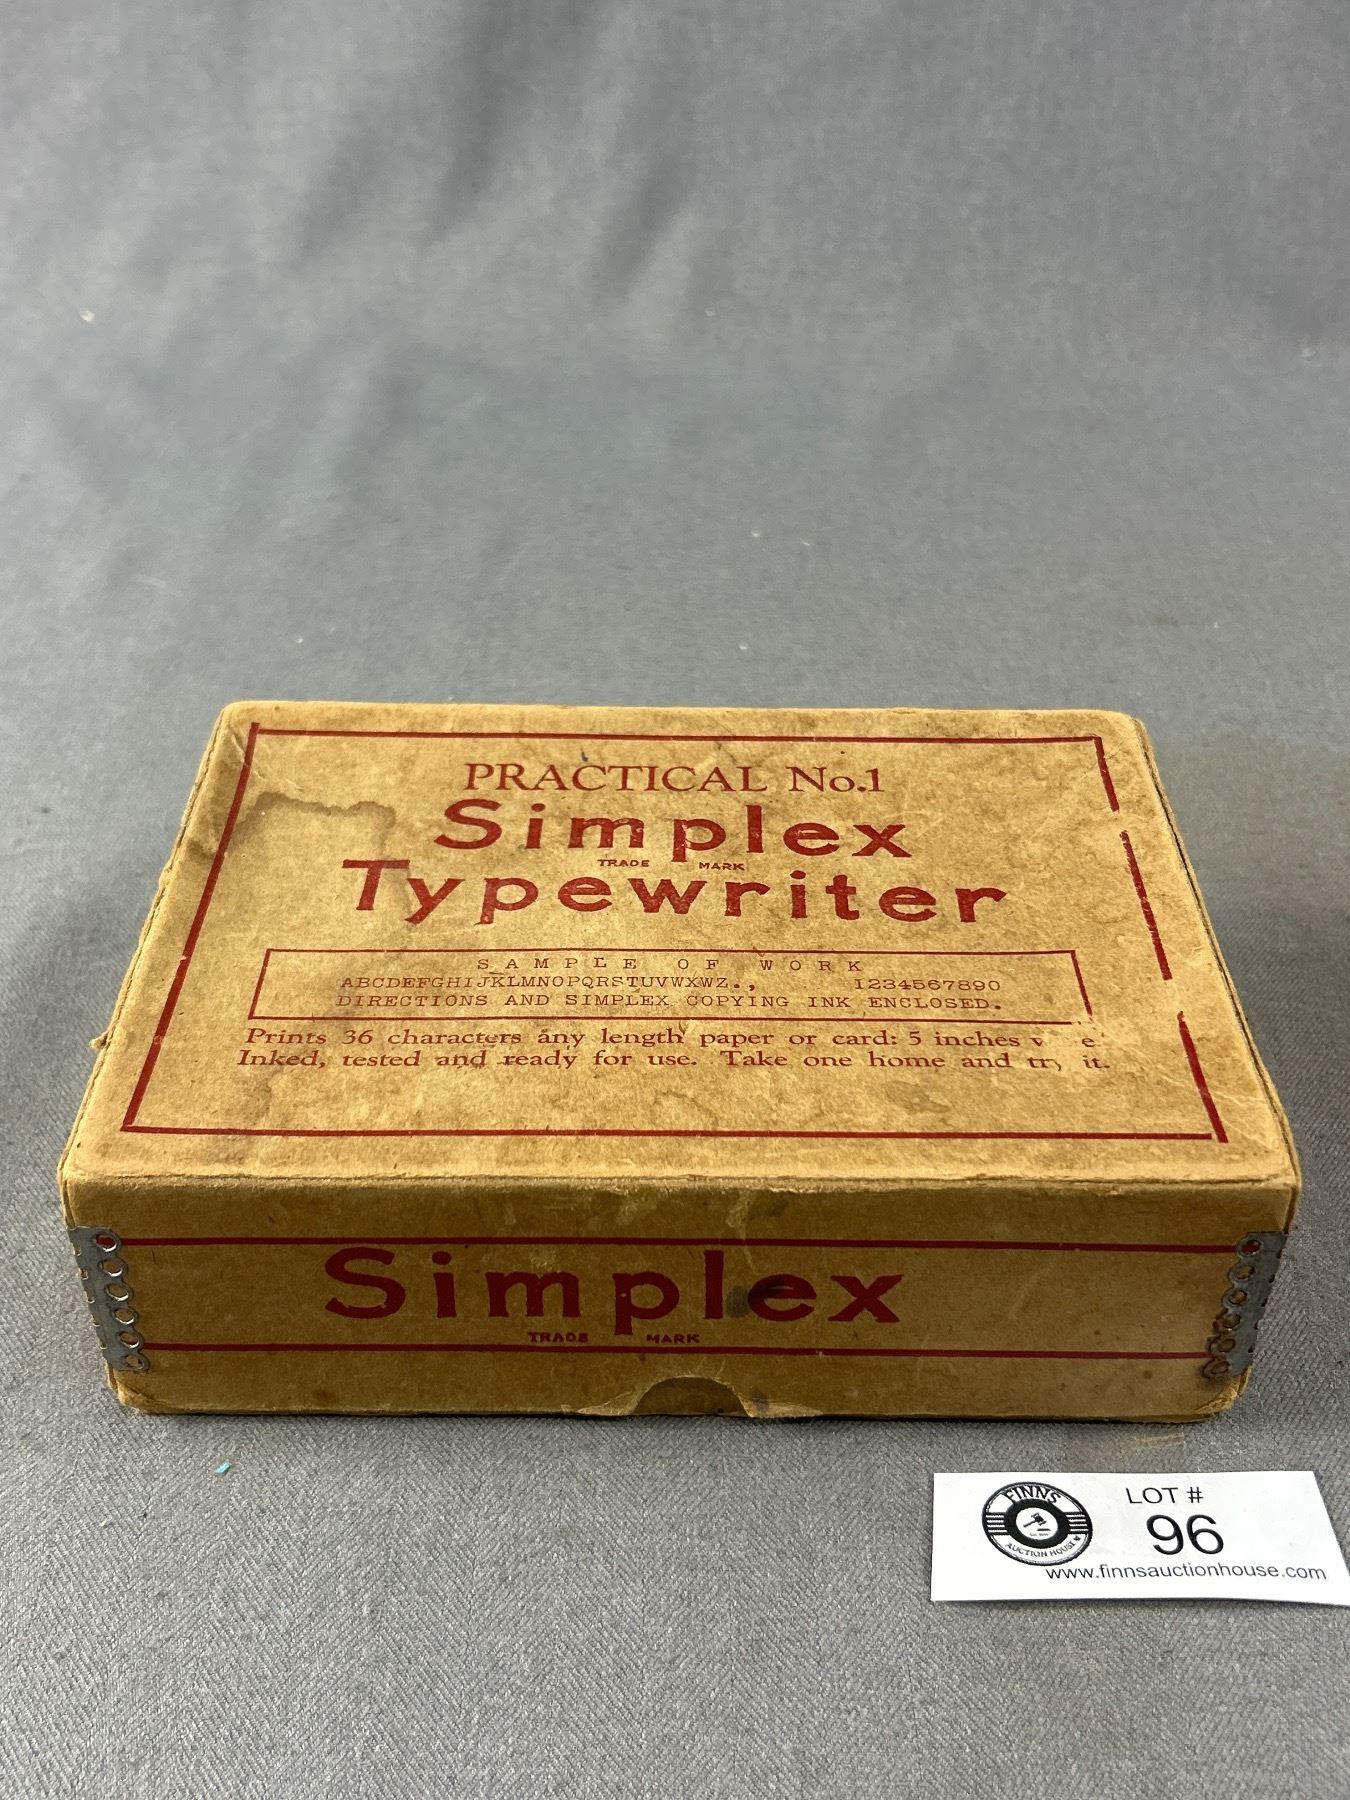 PRACTICAL No.1
Simplex
TRADE MARK
Typewriter
SAMPLE OF WORK
ABCDEFGHIJKLMNOPQRSTUVWXWZ., 1234567890
DIRECTIONS AND SIMPLEX COPYING INK ENCLOSED.
Prints 36 characters any length paper or card: 5 inches
Inked, tested and ready for use. Take one home and try it.
Simplex
TRADE MARK
FINNS
AUCTION HOUSE
LOT #
96
www.finnsauctionhouse.com